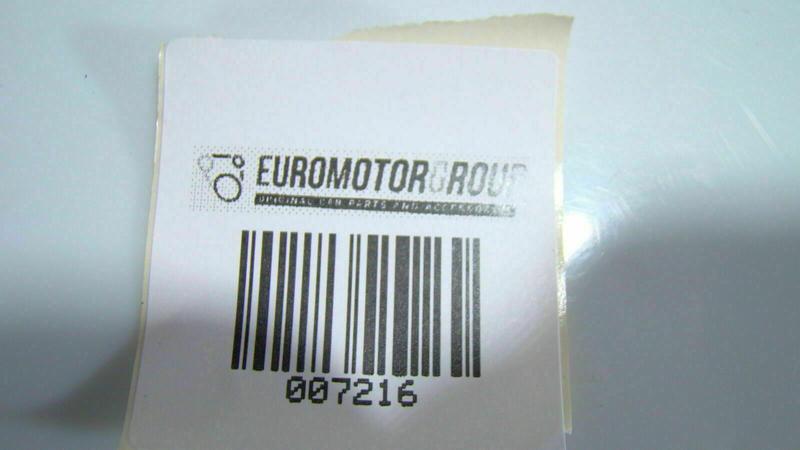 EUROMOTORGROUP
ORIGINAL CAR PARTS AND ACCESSORIES
007216